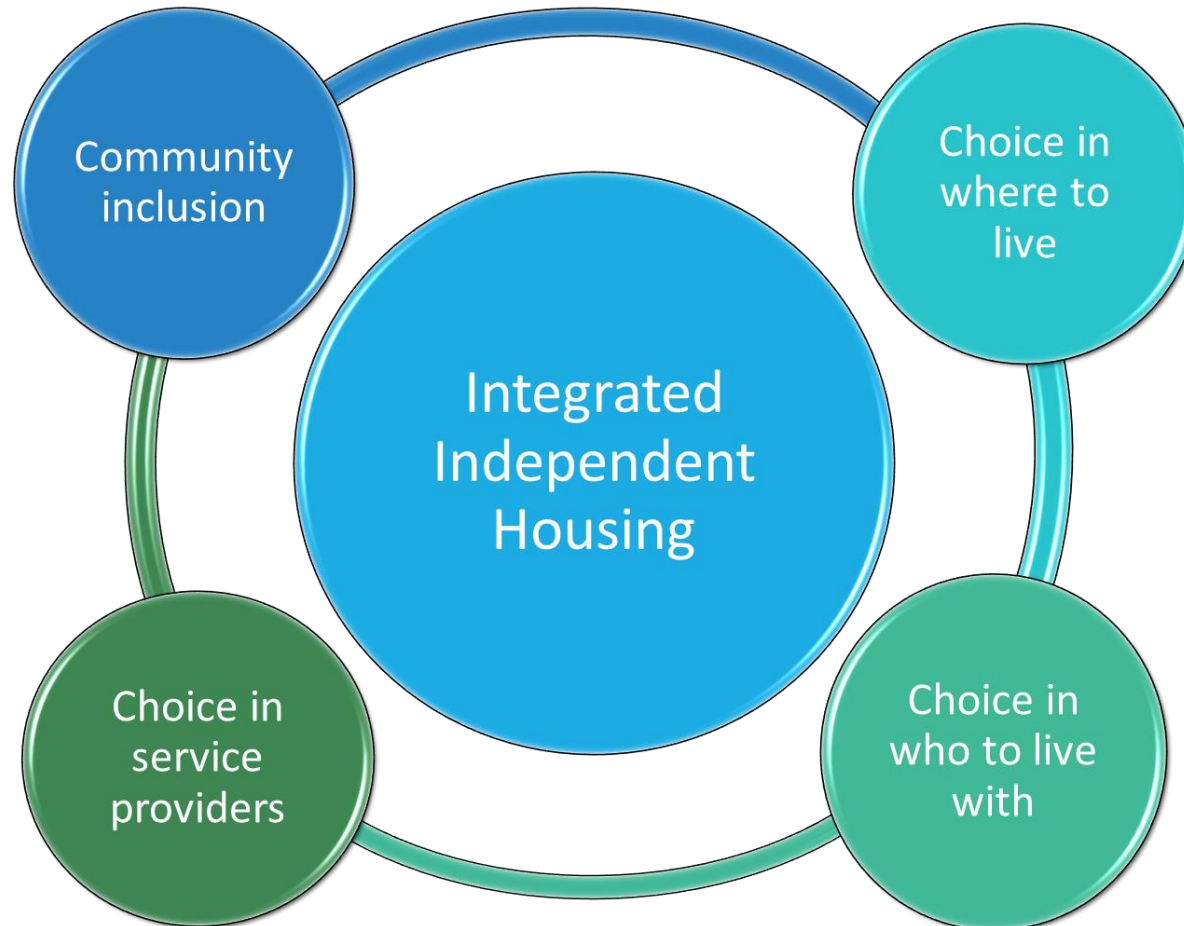 Community
inclusion
Choice in
where to
live
Integrated
Independent
Housing
Choice in
service
providers
Choice in
who to live
with